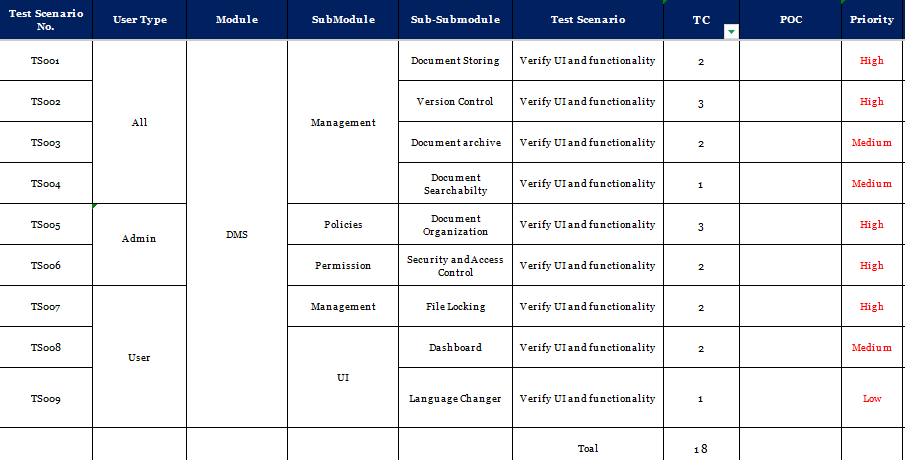 Test Scenario No. User Type Module SubModule Sub-Submodule Test Scenario TC POC Priority
TS001 All DMS Management Document Storing Verify UI and functionality 2 High
TS002 Version Control Verify UI and functionality 3 High
TS003 Document archive Verify UI and functionality 2 Medium
TS004 Document Searchabilty Verify UI and functionality 1 Medium
TS005 Admin Policies Document Organization Verify UI and functionality 3 High
TS006 Permission Security and Access Control Verify UI and functionality 2 High
TS007 User Management File Locking Verify UI and functionality 2 High
TS008 UI Dashboard Verify UI and functionality 2 Medium
TS009 Language Changer Verify UI and functionality 1 Low
Toal 18